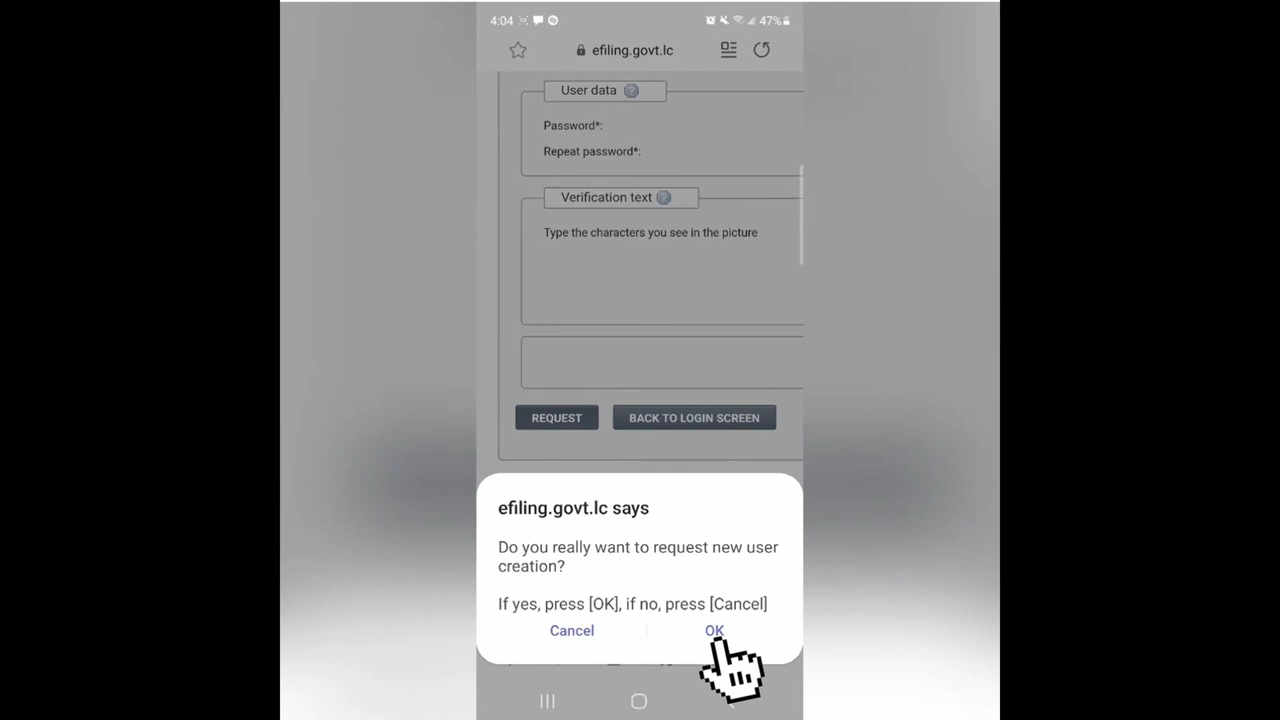 4:04
47%
efiling.govt.lc
User data
Password*:
Repeat password*:
Verification text
Type the characters you see in the picture
REQUEST
BACK TO LOGIN SCREEN
efiling.govt.lc says
Do you really want to request new user
creation?
If yes, press [OK], if no, press [Cancel]
Cancel
OK